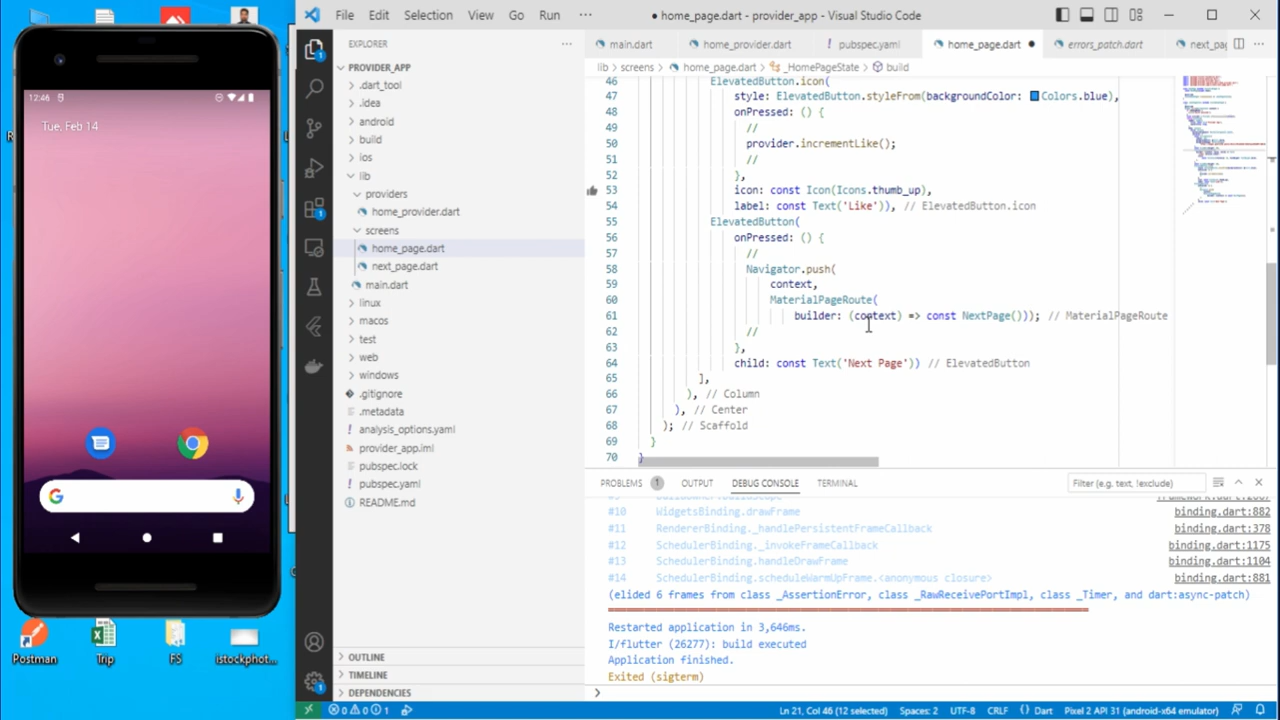 File Edit Selection View Go Run ···
● home_page.dart - provider_app - Visual Studio Code
EXPLORER
PROVIDER_APP
.dart_tool
.idea
android
build
ios
lib
providers
home_provider.dart
screens
home_page.dart
next_page.dart
main.dart
linux
macos
test
web
windows
.gitignore
.metadata
analysis_options.yaml
provider_app.iml
pubspec.lock
pubspec.yaml
README.md
OUTLINE
TIMELINE
DEPENDENCIES
main.dart home_provider.dart pubspec.yaml home_page.dart ● errors_patch.dart next_pa
lib > screens > home_page.dart > _HomePageState > build
46 ElevatedButton.icon(
47 style: ElevatedButton.styleFrom(backgroundColor: Colors.blue),
48 onPressed: () {
49 //
50 provider.incrementLike();
51 //
52 },
53 icon: const Icon(Icons.thumb_up),
54 label: const Text('Like')), // ElevatedButton.icon
55 ElevatedButton(
56 onPressed: () {
57 //
58 Navigator.push(
59 context,
60 MaterialPageRoute(
61 builder: (context) => const NextPage())); // MaterialPageRoute
62 //
63 },
64 child: const Text('Next Page')) // ElevatedButton
65 ],
66 ), // Column
67 ), // Center
68 ); // Scaffold
69 }
70 }
PROBLEMS 1 OUTPUT DEBUG CONSOLE TERMINAL
Filter (e.g. text, !exclude)
#10 WidgetsBinding.drawFrame binding.dart:882
#11 RendererBinding._handlePersistentFrameCallback binding.dart:378
#12 SchedulerBinding._invokeFrameCallback binding.dart:1175
#13 SchedulerBinding.handleDrawFrame binding.dart:1104
#14 SchedulerBinding.scheduleWarmUpFrame.<anonymous closure> binding.dart:881
(elided 6 frames from class _AssertionError, class _RawReceivePortImpl, class _Timer, and dart:async-patch)
Restarted application in 3,646ms.
I/flutter (26277): build executed
Application finished.
Exited (sigterm)
0 0 1
Ln 21, Col 46 (12 selected) Spaces: 2 UTF-8 CRLF {} Dart Pixel 2 API 31 (android-x86 emulator)
12:46
Tue, Feb 14
Postman
Trip
FS
istockphot...